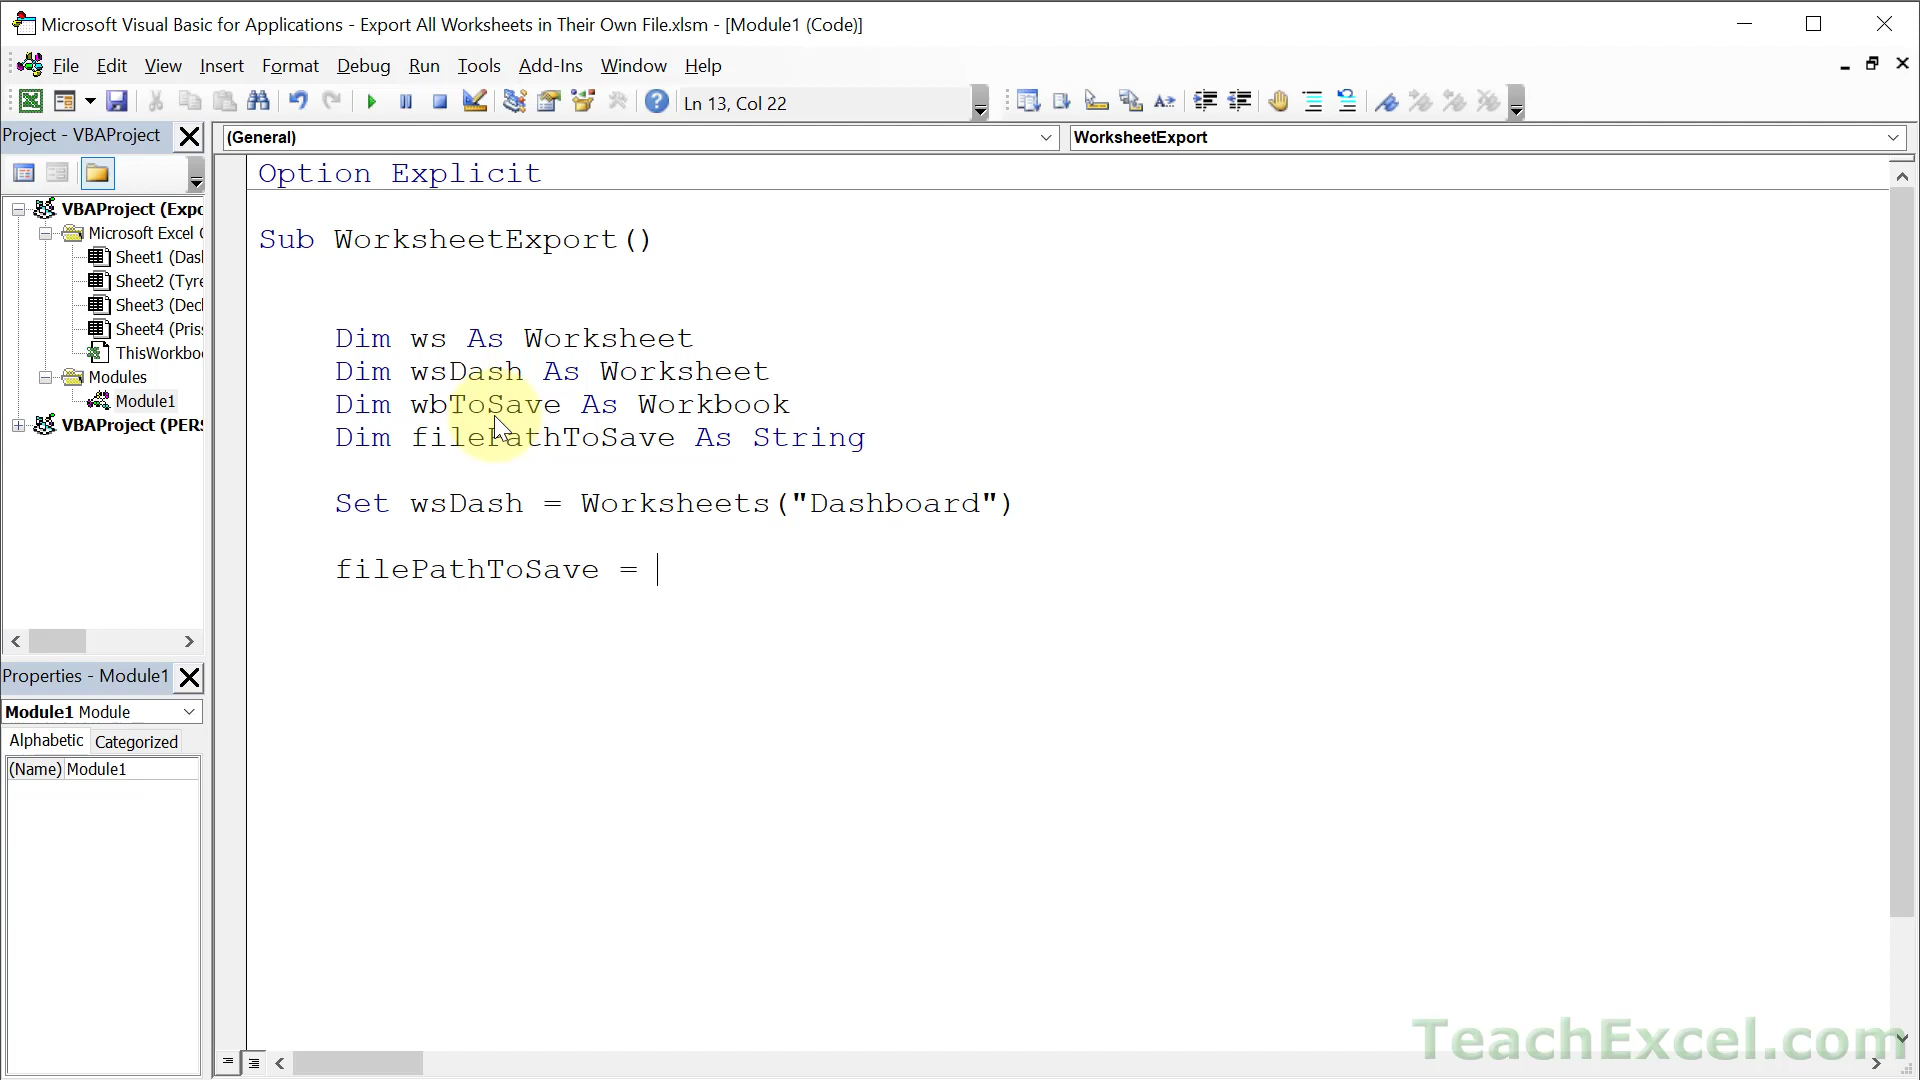 Microsoft Visual Basic for Applications - Export All Worksheets in Their Own File.xlsm - [Module1 (Code)]
File Edit View Insert Format Debug Run Tools Add-Ins Window Help
Ln 13, Col 22
Project - VBAProject
(General)
WorksheetExport
VBAProject (Expo
Microsoft Excel O
Sheet1 (Das
Sheet2 (Tyre
Sheet3 (Decl
Sheet4 (Pris
ThisWorkboo
Modules
Module1
VBAProject (PERS
Option Explicit
Sub WorksheetExport()
Dim ws As Worksheet
Dim wsDash As Worksheet
Dim wbToSave As Workbook
Dim filePathToSave As String
Set wsDash = Worksheets("Dashboard")
filePathToSave =
Properties - Module1
Module1 Module
Alphabetic Categorized
(Name) Module1
TeachExcel.com